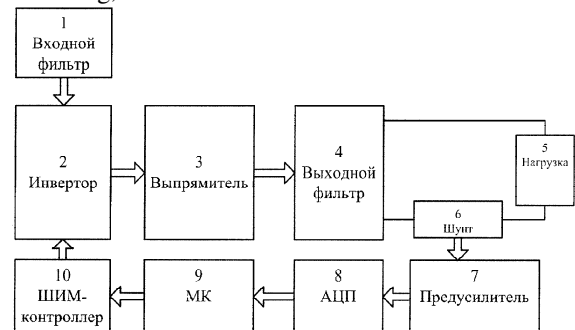 1
Входной
фильтр
2
Инвертор
3
Выпрямитель
4
Выходной
фильтр
5
Нагрузка
6
Шунт
7
Предусилитель
8
АЦП
9
МК
10
ШИМ-
контроллер